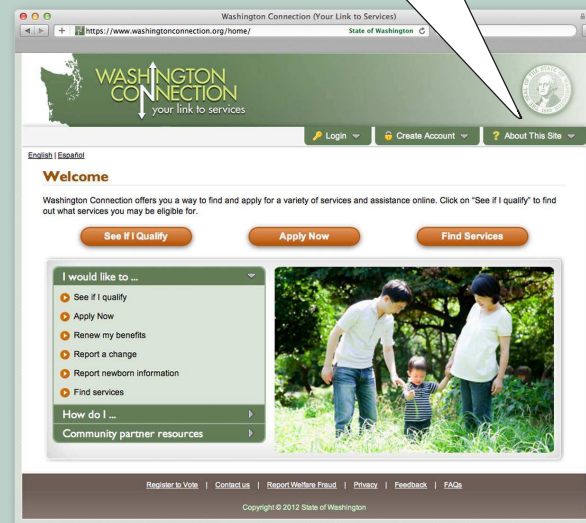 Washington Connection (Your Link to Services)
https://www.washingtonconnection.org/home/
State of Washington
WASHINGTON
CONNECTION
your link to services
Login
Create Account
? About This Site
English | Español
Welcome
Washington Connection offers you a way to find and apply for a variety of services and assistance online. Click on "See if I qualify" to find
out what services you may be eligible for.
See If I Qualify
Apply Now
Find Services
I would like to ...
See if I qualify
Apply Now
Renew my benefits
Report a change
Report newborn information
Find services
How do I ...
Community partner resources
Register to Vote | Contact us | Report Welfare Fraud | Privacy | Feedback | FAQs
Copyright © 2012 State of Washington